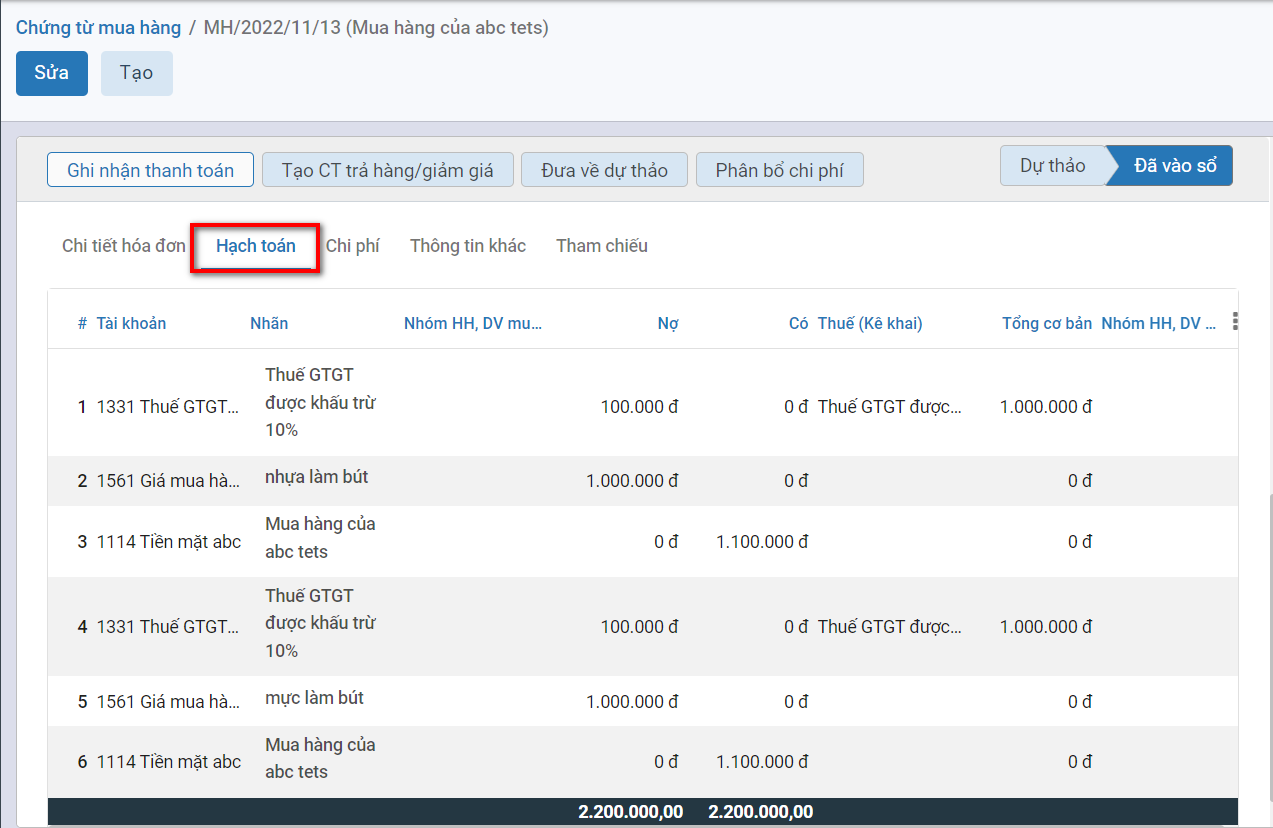 Chứng từ mua hàng / MH/2022/11/13 (Mua hàng của abc tets)
Sửa Tạo
Ghi nhận thanh toán Tạo CT trả hàng/giảm giá Đưa về dự thảo Phân bổ chi phí Dự thảo Đã vào sổ
Chi tiết hóa đơn Hạch toán Chi phí Thông tin khác Tham chiếu
# Tài khoản Nhãn Nhóm HH, DV mu... Nợ Có Thuế (Kê khai) Tổng cơ bản Nhóm HH, DV ...
Thuế GTGT
được khấu trừ
10%
1 1331 Thuế GTGT... 100.000 đ 0 đ Thuế GTGT được... 1.000.000 đ
2 1561 Giá mua hà... nhựa làm bút 1.000.000 đ 0 đ 0 đ
Mua hàng của
abc tets
3 1114 Tiền mặt abc 0 đ 1.100.000 đ 0 đ
Thuế GTGT
được khấu trừ
10%
4 1331 Thuế GTGT... 100.000 đ 0 đ Thuế GTGT được... 1.000.000 đ
5 1561 Giá mua hà... mực làm bút 1.000.000 đ 0 đ 0 đ
Mua hàng của
abc tets
6 1114 Tiền mặt abc 0 đ 1.100.000 đ 0 đ
2.200.000,00 2.200.000,00